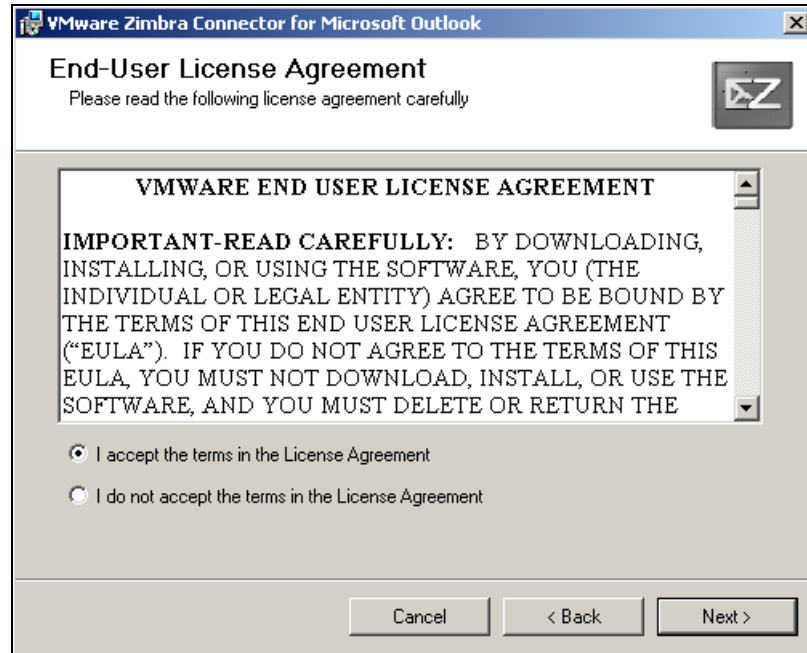 VMware Zimbra Connector for Microsoft Outlook
End-User License Agreement
Please read the following license agreement carefully
VMWARE END USER LICENSE AGREEMENT
IMPORTANT-READ CAREFULLY: BY DOWNLOADING,
INSTALLING, OR USING THE SOFTWARE, YOU (THE
INDIVIDUAL OR LEGAL ENTITY) AGREE TO BE BOUND BY
THE TERMS OF THIS END USER LICENSE AGREEMENT
(“EULA”). IF YOU DO NOT AGREE TO THE TERMS OF THIS
EULA, YOU MUST NOT DOWNLOAD, INSTALL, OR USE THE
SOFTWARE, AND YOU MUST DELETE OR RETURN THE
I accept the terms in the License Agreement
I do not accept the terms in the License Agreement
Cancel
< Back
Next >